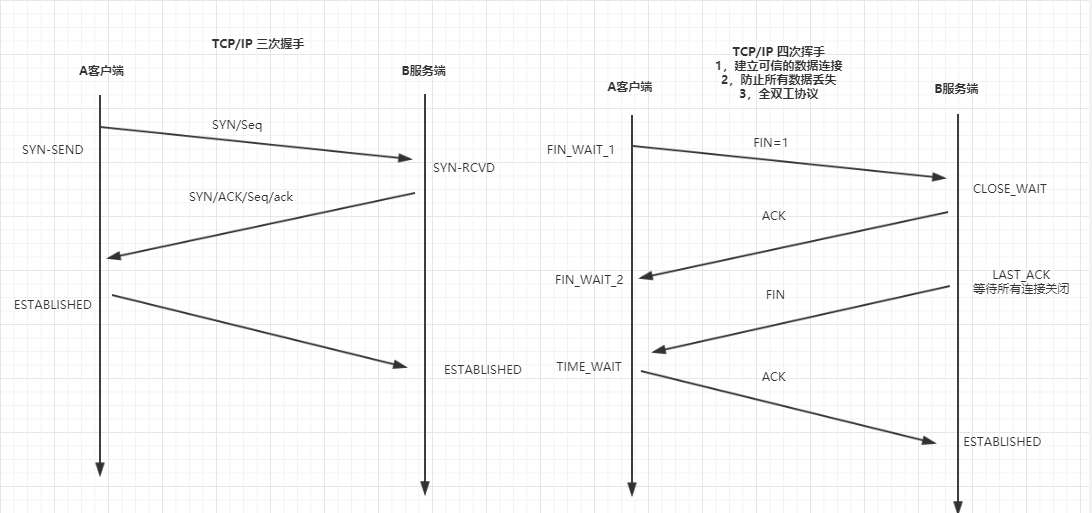 TCP/IP 三次握手
A客户端
B服务端
SYN/Seq
SYN-SEND
SYN-RCVD
SYN/ACK/Seq/ack
ESTABLISHED
ESTABLISHED
TCP/IP 四次挥手
1，建立可信的数据连接
2，防止所有数据丢失
3，全双工协议
A客户端
B服务端
FIN=1
FIN_WAIT_1
CLOSE_WAIT
ACK
FIN_WAIT_2
LAST_ACK
等待所有连接关闭
FIN
TIME_WAIT
ACK
ESTABLISHED